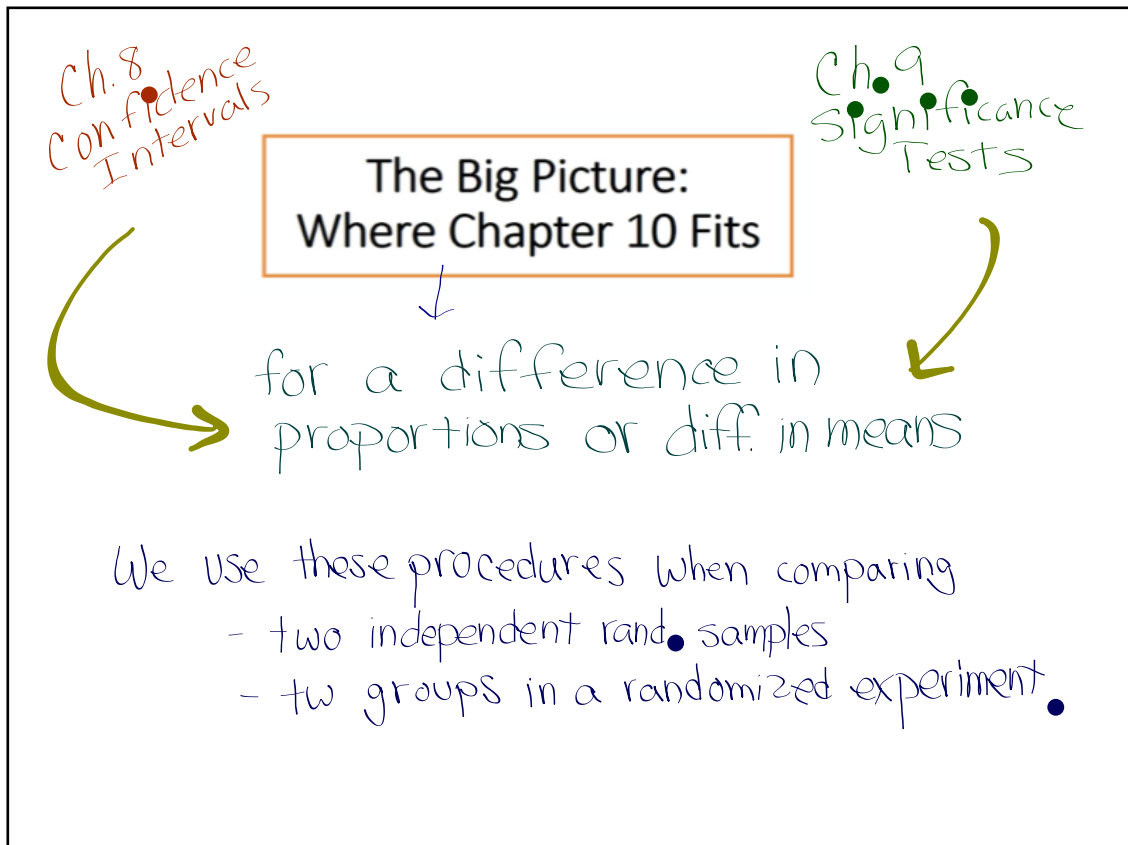 Ch. 8
Confidence
Intervals
Ch. 9
Significance
Tests
The Big Picture:
Where Chapter 10 Fits
for a difference in
proportions or diff. in means
We use these procedures when comparing
- two independent rand. samples
- tw groups in a randomized experiment.